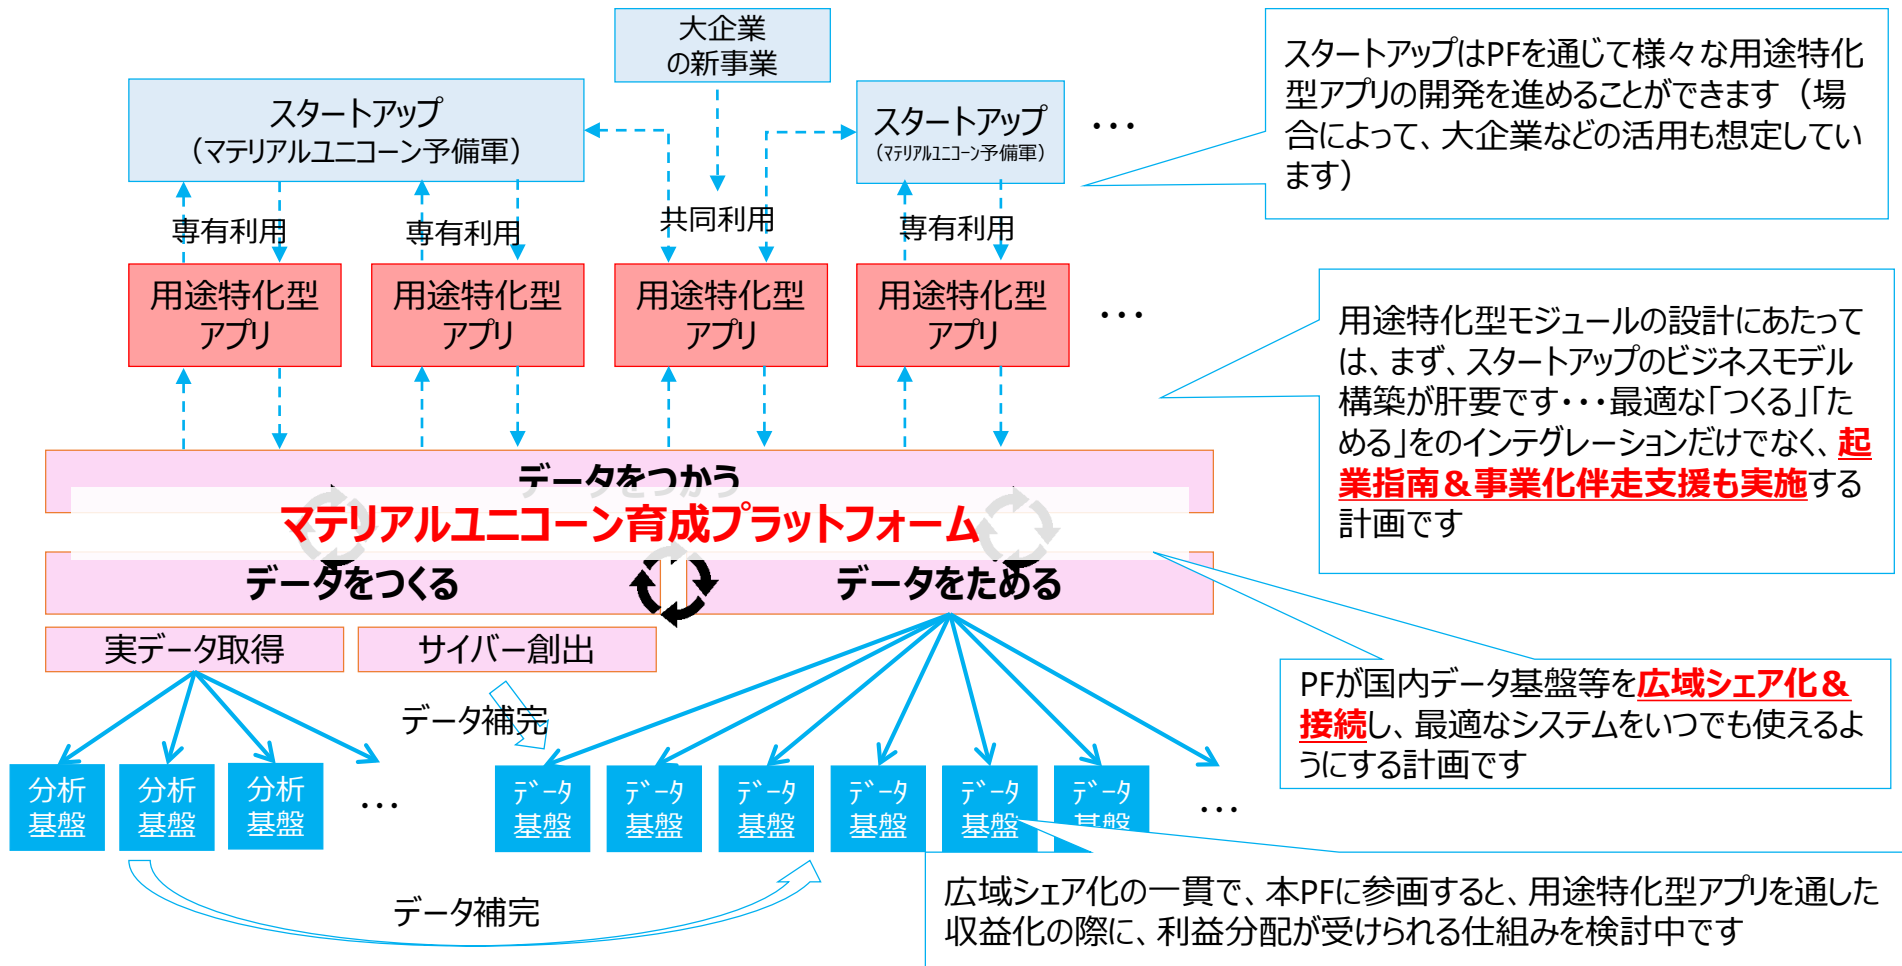 大企業
の新事業
スタートアップ
（マテリアルユニコーン予備軍）
スタートアップ
（マテリアルユニコーン予備軍）
…
スタートアップはPFを通じて様々な用途特化
型アプリの開発を進めることができます（場
合によって、大企業などの活用も想定してい
ます）
専有利用
専有利用
共同利用
専有利用
用途特化型
アプリ
用途特化型
アプリ
用途特化型
アプリ
用途特化型
アプリ
…
用途特化型モジュールの設計にあたって
は、まず、スタートアップのビジネスモデル
構築が肝要です・・・最適な「つくる」「た
める」をのインテグレーションだけでなく、起
業指南＆事業化伴走支援も実施する
計画です
データをつかう
マテリアルユニコーン育成プラットフォーム
データをつくる
データをためる
実データ取得
サイバー創出
データ補完
PFが国内データ基盤等を広域シェア化＆
接続し、最適なシステムをいつでも使えるよ
うにする計画です
分析
基盤
分析
基盤
分析
基盤
…
データ
基盤
データ
基盤
データ
基盤
データ
基盤
データ
基盤
データ
基盤
…
データ補完
広域シェア化の一貫で、本PFに参画すると、用途特化型アプリを通した
収益化の際に、利益分配が受けられる仕組みを検討中です